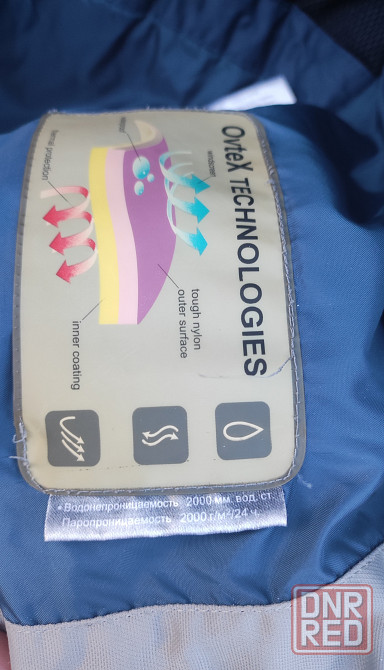 OvteX TECHNOLOGIES
thermal protection
tough nylon
outer surface
inner coating
•Водонепроницаемость 2000 мм. вод. ст.
Паропроницаемость 2000 г/м²/24 ч.
DNR
RED